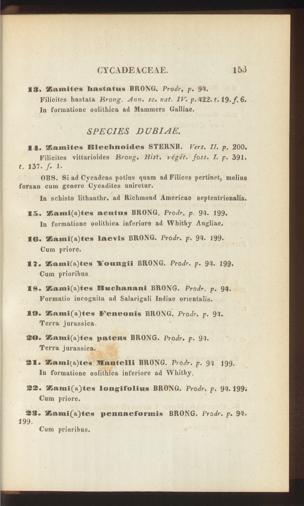 CYCADEACEAE. 153
13. Zamites hastatus BRONG. Prodr, p. 94.
Filicites hastata Brong. Ann. sc. nat. IV. p. 422. t. 19. f. 6.
In formatione oolithica ad Mammers Galliae.
SPECIES DUBIAE.
14. Zamites Blechnoides STERNB. Vers. II. p. 200.
Filicites vittarioides Brong. Hist. végét. foss. I. p. 391.
t. 137. f. 1.
OBS. Si ad Cycadeas potius quam ad Filices pertinet, melius
forsan cum genere Cycadites uniretur.
In schisto lithanthr. ad Richmond Americae septentrionalis.
15. Zami(a)tes acutus BRONG. Prodr, p. 94. 199.
In formatione oolithica inferiore ad Whitby Angliae.
16. Zami(a)tes laevis BRONG. Prodr. p. 94. 199.
Cum priore.
17. Zami(a)tes Youngii BRONG. Prodr. p. 94. 199.
Cum prioribus
18. Zami(a)tes Buchanani BRONG. Prodr. p. 94.
Formatio incognita ad Salarigali Indiae orientalis.
19. Zami(a)tes Feneonis BRONG. Prodr. p. 94.
Terra jurassica.
20. Zami(a)tes patens BRONG. Prodr. p. 94.
Terra jurassica.
21. Zami(a)tes Mantelli BRONG. Prodr. p. 94 199.
In formatione oolithica inferiore ad Whitby.
22. Zami(a)tes longifolius BRONG. Prodr. p. 94. 199.
Cum priore.
23. Zami(a)tes pennaeformis BRONG. Prodr. p. 94.
199.
Cum prioribus.